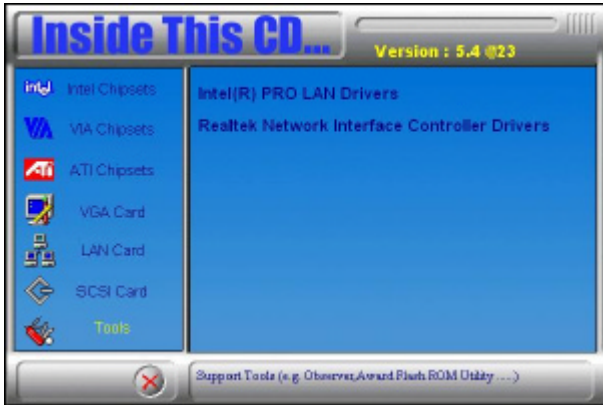 Inside This CD...
Version : 5.4 @23
intel Intel Chipsets
VIA VIA Chipsets
ATI ATI Chipsets
VGA Card
LAN Card
SCSI Card
Tools
Intel(R) PRO LAN Drivers
Realtek Network Interface Controller Drivers
Support Tools (e.g. Observer,Award Flash ROM Utility .....)